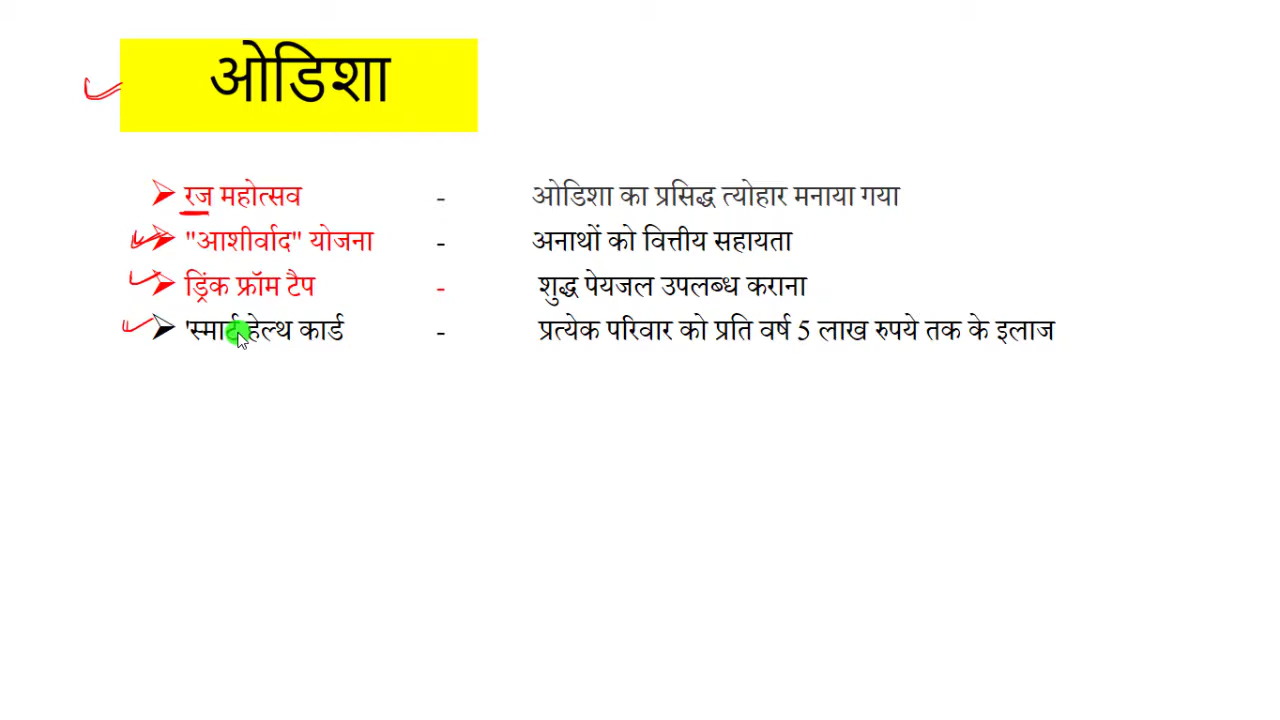 ओडिशा
➢ रज महोत्सव - ओडिशा का प्रसिद्ध त्योहार मनाया गया
➢ "आशीर्वाद" योजना - अनाथों को वित्तीय सहायता
➢ ड्रिंक फ्रॉम टैप - शुद्ध पेयजल उपलब्ध कराना
➢ 'स्मार्ट हेल्थ कार्ड - प्रत्येक परिवार को प्रति वर्ष 5 लाख रुपये तक के इलाज